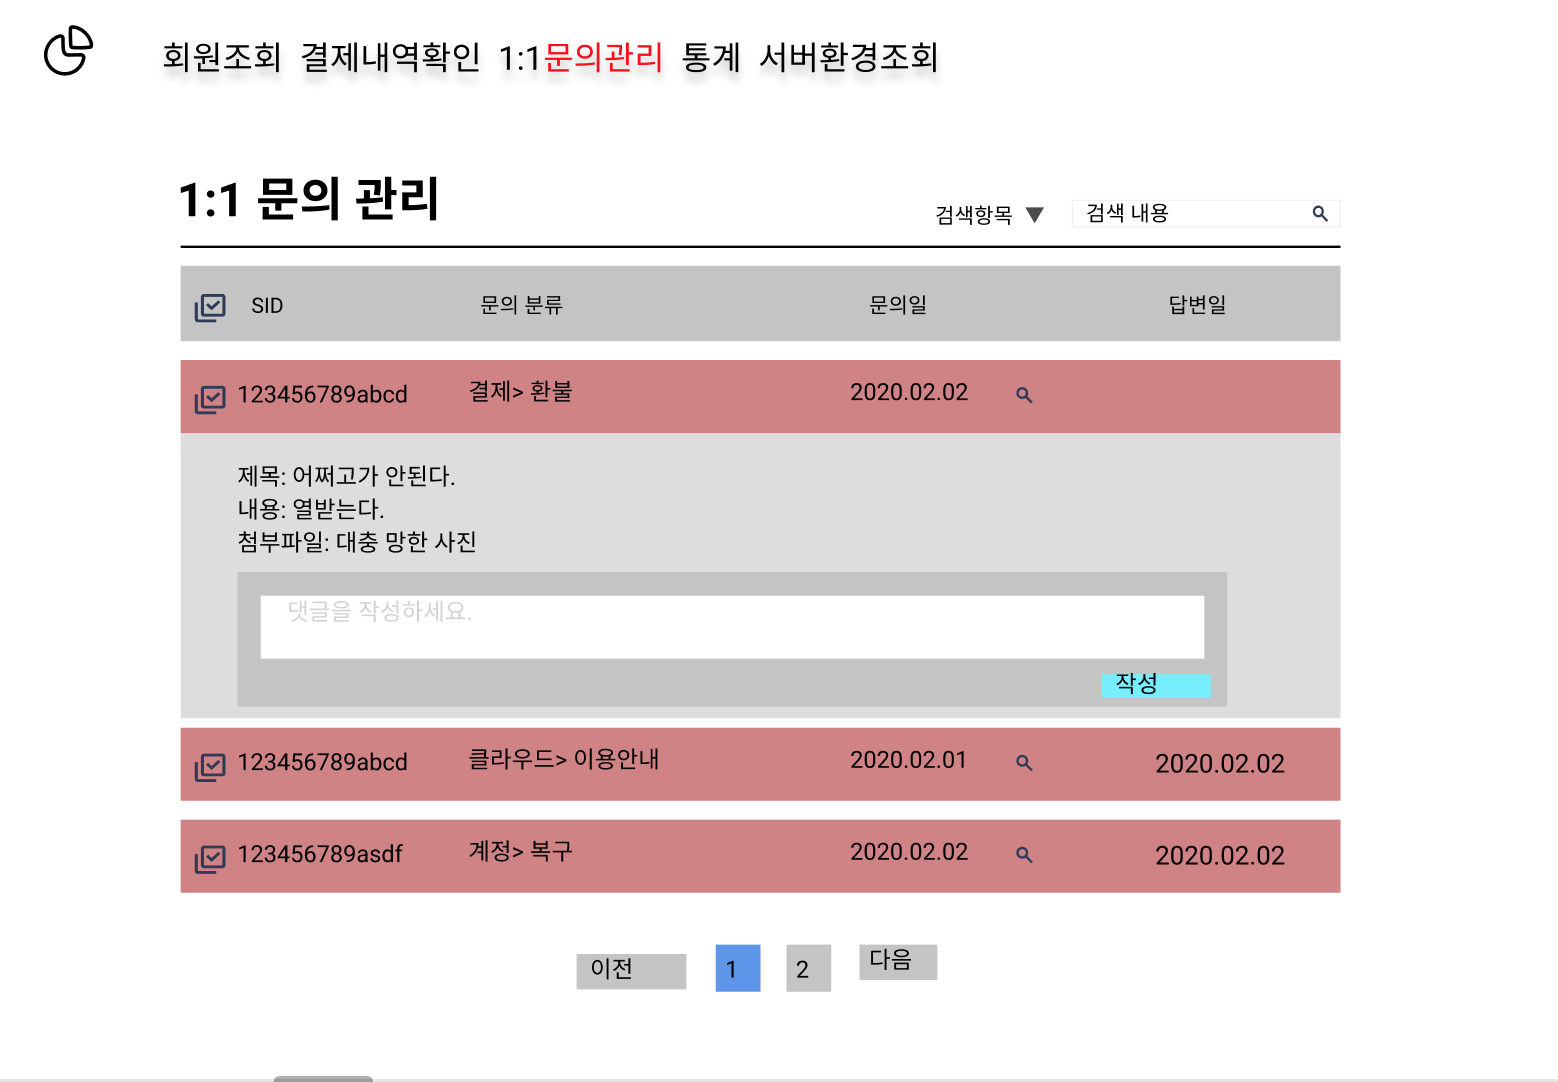 회원조회 결제내역확인 1:1문의관리 통계 서버환경조회
1:1 문의 관리
검색항목 ▼ 검색 내용
SID 문의 분류 문의일 답변일
123456789abcd 결제> 환불 2020.02.02
제목: 어쩌고가 안된다.
내용: 열받는다.
첨부파일: 대충 망한 사진
댓글을 작성하세요.
작성
123456789abcd 클라우드> 이용안내 2020.02.01 2020.02.02
123456789asdf 계정> 복구 2020.02.02 2020.02.02
이전 1 2 다음